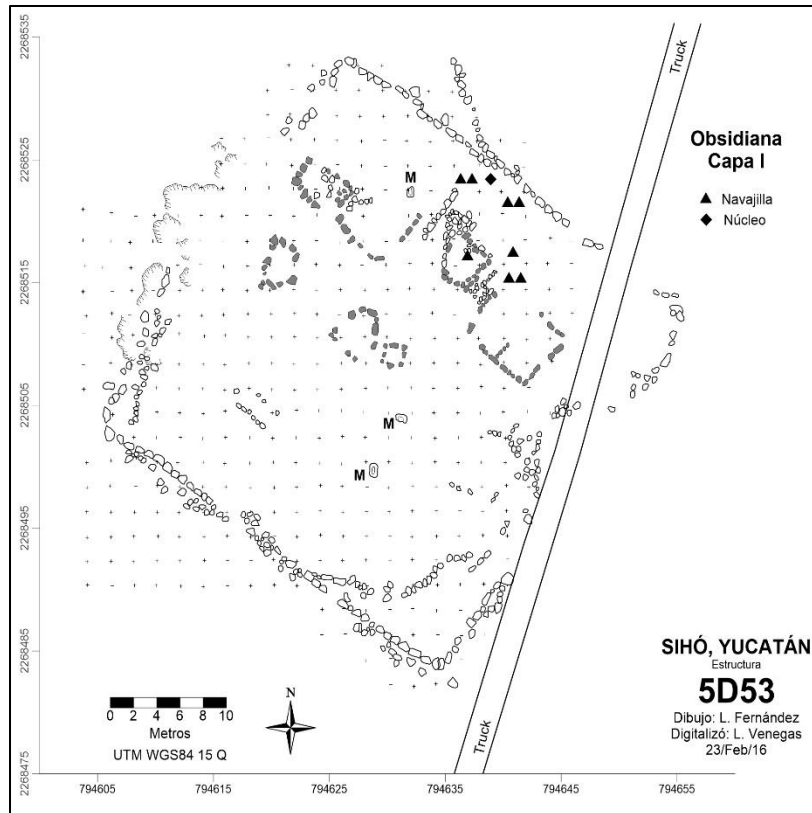 2268535
2268525
2268515
2268505
2268495
2268485
2268475
Truck
Obsidiana
Capa I
Navajilla
Núcleo
M
M
M
SIHÓ, YUCATÁN
Estructura
5D53
Dibujo: L. Fernández
Digitalizó: L. Venegas
23/Feb/16
0 2 4 6 8 10
Metros
UTM WGS84 15 Q
N
Truck
794605 794615 794625 794635 794645 794655